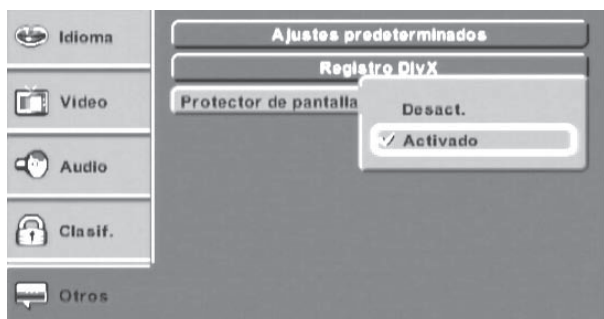 Idioma
Video
Audio
Clasif.
Otros
Ajustes predeterminados
Registro DivX
Protector de pantalla
Desact.
Activado